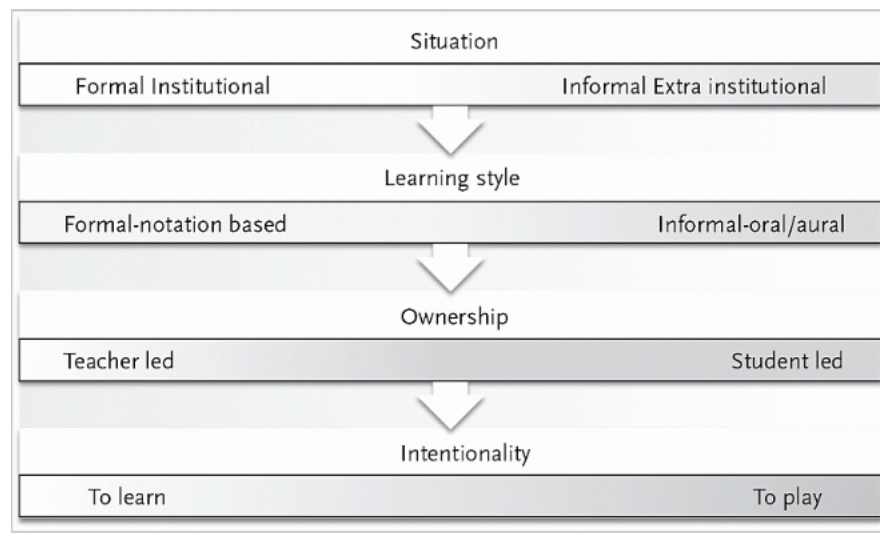 Situation
Formal Institutional Informal Extra institutional
Learning style
Formal-notation based Informal-oral/aural
Ownership
Teacher led Student led
Intentionality
To learn To play